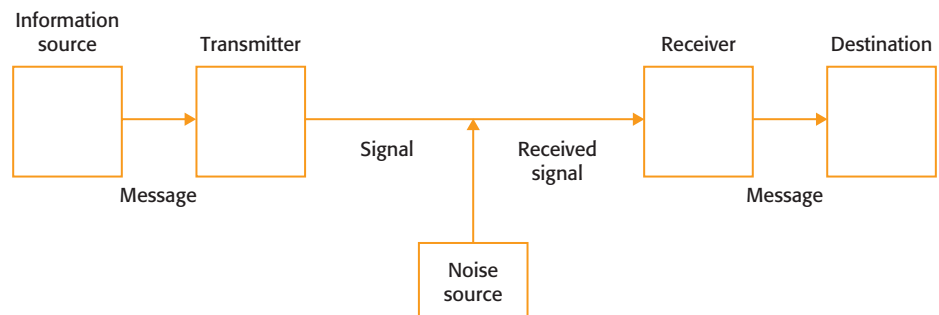 Information
source
Transmitter
Receiver
Destination
Signal
Received
signal
Message
Message
Noise
source